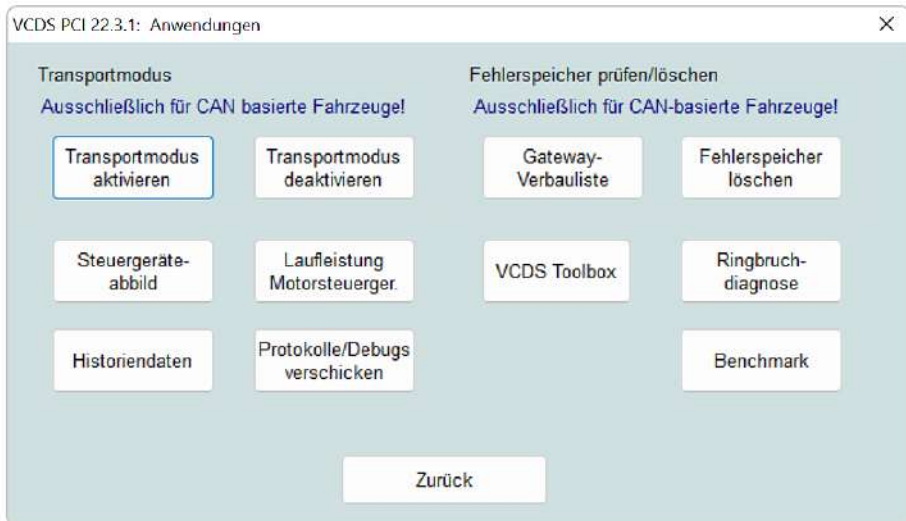 VCDS PCI 22.3.1: Anwendungen
Transportmodus
Ausschließlich für CAN basierte Fahrzeuge!
Transportmodus
aktivieren
Transportmodus
deaktivieren
Steuergeräte-
abbild
Laufleistung
Motorsteuerger.
Historiendaten
Protokolle/Debugs
verschicken
Fehlerspeicher prüfen/löschen
Ausschließlich für CAN-basierte Fahrzeuge!
Gateway-
Verbauliste
Fehlerspeicher
löschen
VCDS Toolbox
Ringbruch-
diagnose
Benchmark
Zurück